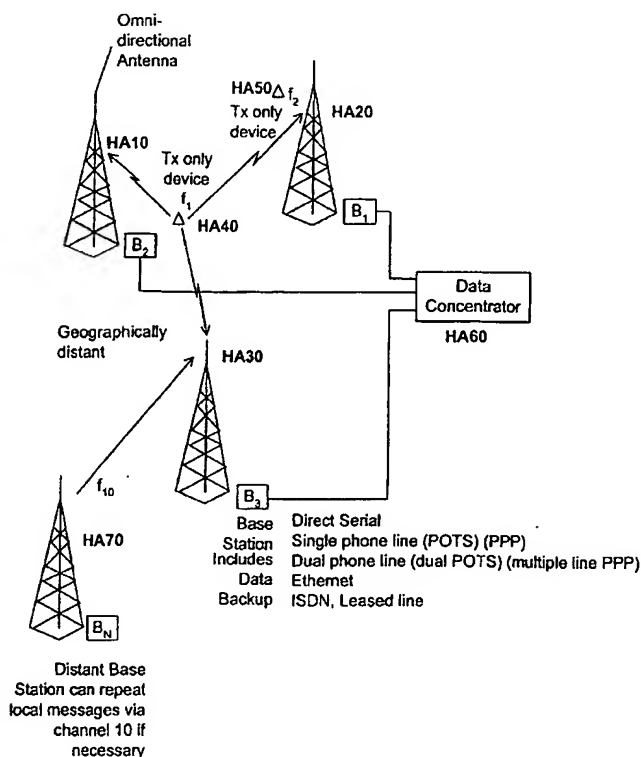 Omni-
directional
Antenna
HA10
Tx only
device
f₁
HA40
HA50 Δ f₂
Tx only
device
HA20
B₁
B₂
Data
Concentrator
HA60
Geographically
distant
HA30
f₁₀
HA70
B₃
Base
Station
Includes
Data
Backup
Direct Serial
Single phone line (POTS) (PPP)
Dual phone line (dual POTS) (multiple line PPP)
Ethernet
ISDN, Leased line
B_N
Distant Base
Station can repeat
local messages via
channel 10 if
necessary